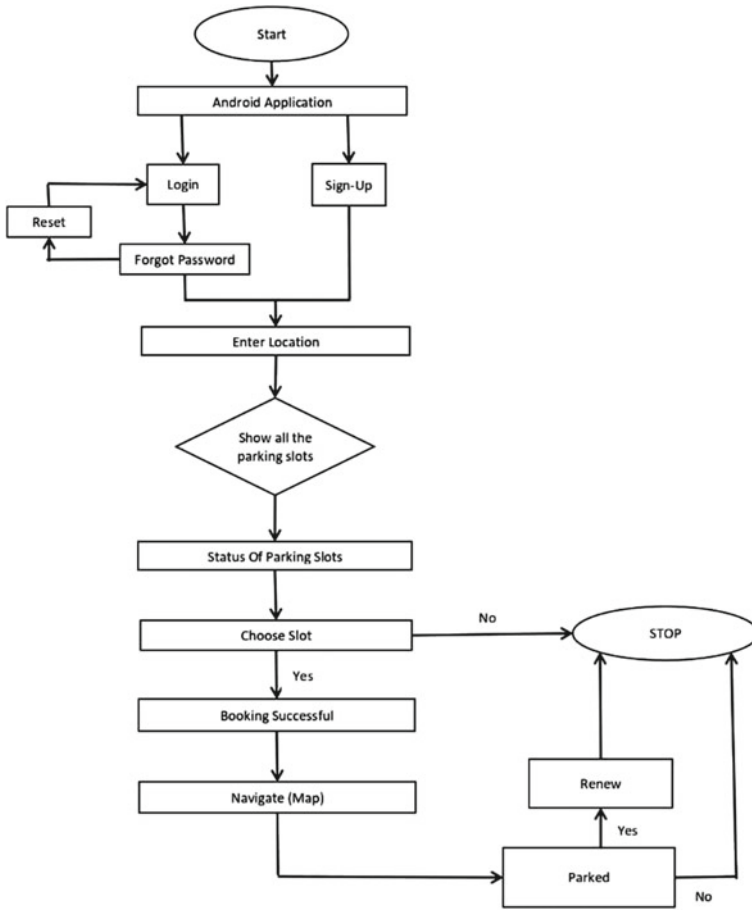 Start
Android Application
Login
Sign-Up
Reset
Forgot Password
Enter Location
Show all the
parking slots
Status Of Parking Slots
Choose Slot
No
STOP
Yes
Booking Successful
Renew
Navigate (Map)
Yes
Parked
No